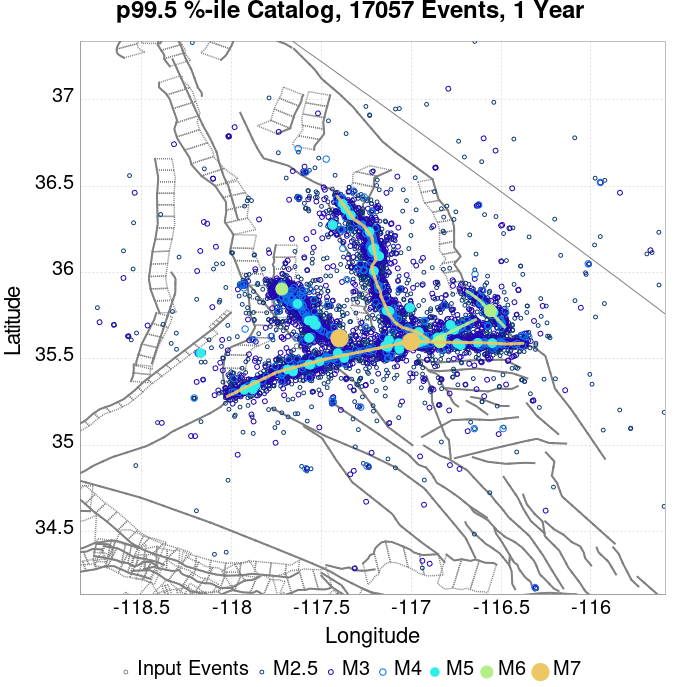 p99.5 %-ile Catalog, 17057 Events, 1 Year
37
36.5
36
35.5
35
34.5
Latitude
-118.5 -118 -117.5 -117 -116.5 -116
Longitude
Input Events M2.5 M3 M4 M5 M6 M7